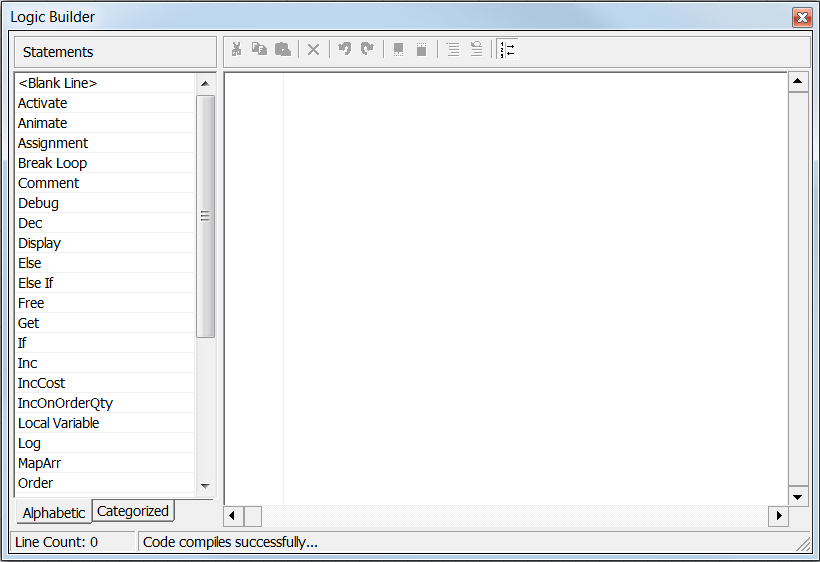 Logic Builder
Statements
<Blank Line>
Activate
Animate
Assignment
Break Loop
Comment
Debug
Dec
Display
Else
Else If
Free
Get
If
Inc
IncCost
IncOnOrderQty
Local Variable
Log
MapArr
Order
Alphabetic
Categorized
Line Count: 0
Code compiles successfully...